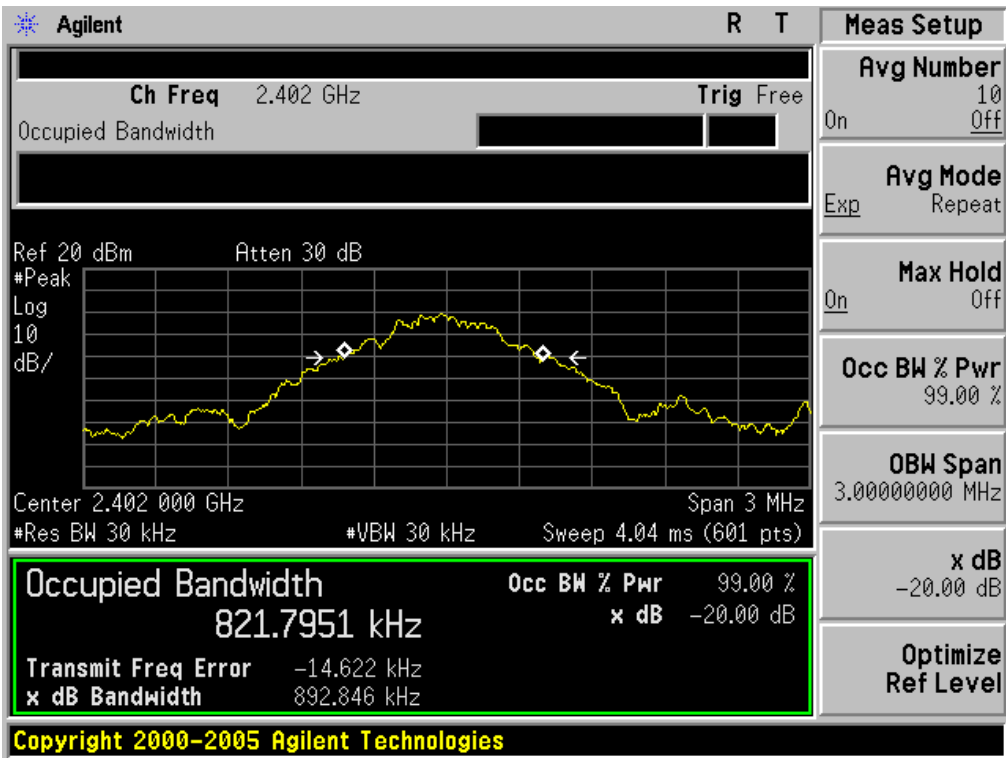 Agilent R T Meas Setup
Ch Freq 2.402 GHz Trig Free
Occupied Bandwidth
Ref 20 dBm Atten 30 dB
#Peak
Log
10
dB/
Center 2.402 000 GHz Span 3 MHz
#Res BW 30 kHz #VBW 30 kHz Sweep 4.04 ms (601 pts)
Occupied Bandwidth Occ BW % Pwr 99.00 %
821.7951 kHz x dB -20.00 dB
Transmit Freq Error -14.622 kHz
x dB Bandwidth 892.846 kHz
Copyright 2000-2005 Agilent Technologies
Avg Number
10
On Off
Avg Mode
Exp Repeat
Max Hold
On Off
Occ BW % Pwr
99.00 %
OBW Span
3.00000000 MHz
x dB
-20.00 dB
Optimize
Ref Level